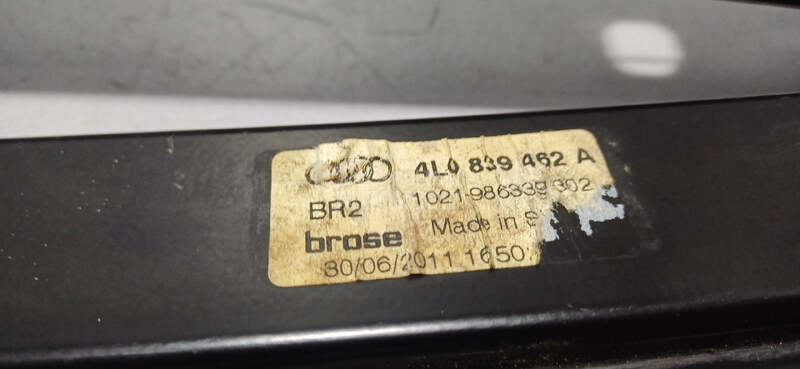 4L0 839 462 A
BR2 1021-986339 302
brose Made in S
30/06/2011 1650